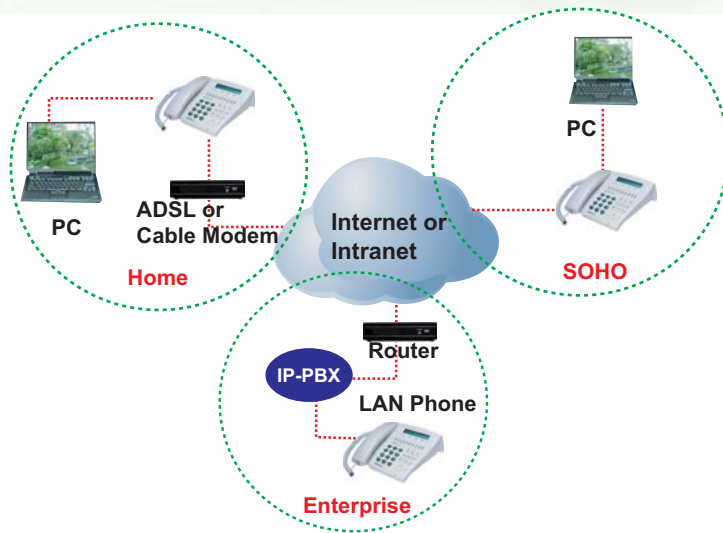 PC
ADSL or
Cable Modem
Home
Internet or
Intranet
PC
SOHO
Router
IP-PBX
LAN Phone
Enterprise